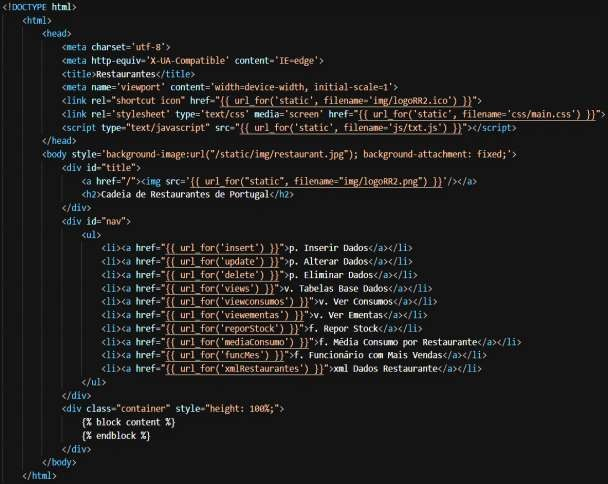 <!DOCTYPE html>
<html>
<head>
<meta charset='utf-8'>
<meta http-equiv='X-UA-Compatible' content='IE=edge'>
<title>Restaurantes</title>
<meta name='viewport' content='width=device-width, initial-scale=1'>
<link rel="shortcut icon" href="{{ url_for('static', filename='img/logoRR2.ico') }}">
<link rel='stylesheet' type='text/css' media='screen' href="{{ url_for('static', filename='css/main.css') }}">
<script type="text/javascript" src="{{ url_for('static', filename='js/txt.js') }}"></script>
</head>
<body style='background-image:url("/static/img/restaurant.jpg"); background-attachment: fixed;'>
<div id="title">
<a href="/"><img src='{{ url_for("static", filename="img/logoRR2.png") }}'/></a>
<h2>Cadeia de Restaurantes de Portugal</h2>
</div>
<div id="nav">
<ul>
<li><a href="{{ url_for('insert') }}">p. Inserir Dados</a></li>
<li><a href="{{ url_for('update') }}">p. Alterar Dados</a></li>
<li><a href="{{ url_for('delete') }}">p. Eliminar Dados</a></li>
<li><a href="{{ url_for('views') }}">v. Tabelas Base Dados</a></li>
<li><a href="{{ url_for('viewconsumos') }}">v. Ver Consumos</a></li>
<li><a href="{{ url_for('viewementas') }}">v. Ver Ementas</a></li>
<li><a href="{{ url_for('reporStock') }}">f. Repor Stock</a></li>
<li><a href="{{ url_for('mediaConsumo') }}">f. Média Consumo por Restaurante</a></li>
<li><a href="{{ url_for('funcMes') }}">f. Funcionário com Mais Vendas</a></li>
<li><a href="{{ url_for('xmlRestaurantes') }}">xml Dados Restaurante</a></li>
</ul>
</div>
<div class="container" style="height: 100%;">
{% block content %}
{% endblock %}
</div>
</body>
</html>